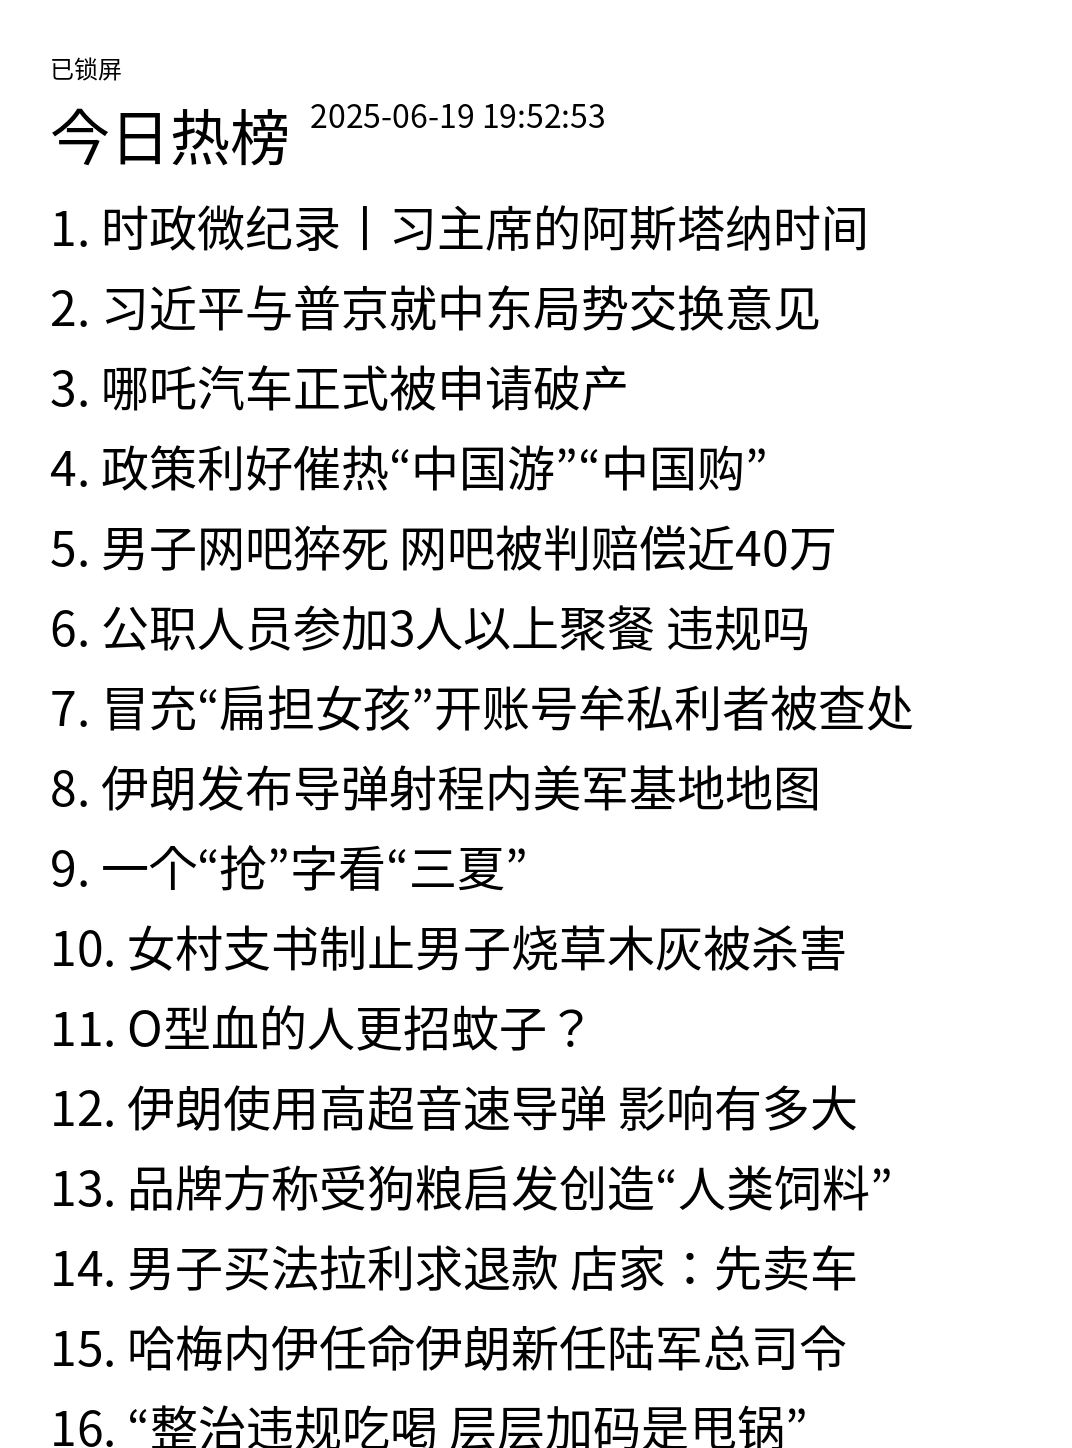 已锁屏
今日热榜 2025-06-19 19:52:53
1. 时政微纪录丨习主席的阿斯塔纳时间
2. 习近平与普京就中东局势交换意见
3. 哪吒汽车正式被申请破产
4. 政策利好催热“中国游”“中国购”
5. 男子网吧猝死 网吧被判赔偿近40万
6. 公职人员参加3人以上聚餐 违规吗
7. 冒充“扁担女孩”开账号牟私利者被查处
8. 伊朗发布导弹射程内美军基地地图
9. 一个“抢”字看“三夏”
10. 女村支书制止男子烧草木灰被杀害
11. O型血的人更招蚊子？
12. 伊朗使用高超音速导弹 影响有多大
13. 品牌方称受狗粮启发创造“人类饲料”
14. 男子买法拉利求退款 店家：先卖车
15. 哈梅内伊任命伊朗新任陆军总司令
16. “整治违规吃喝 层层加码是甩锅”